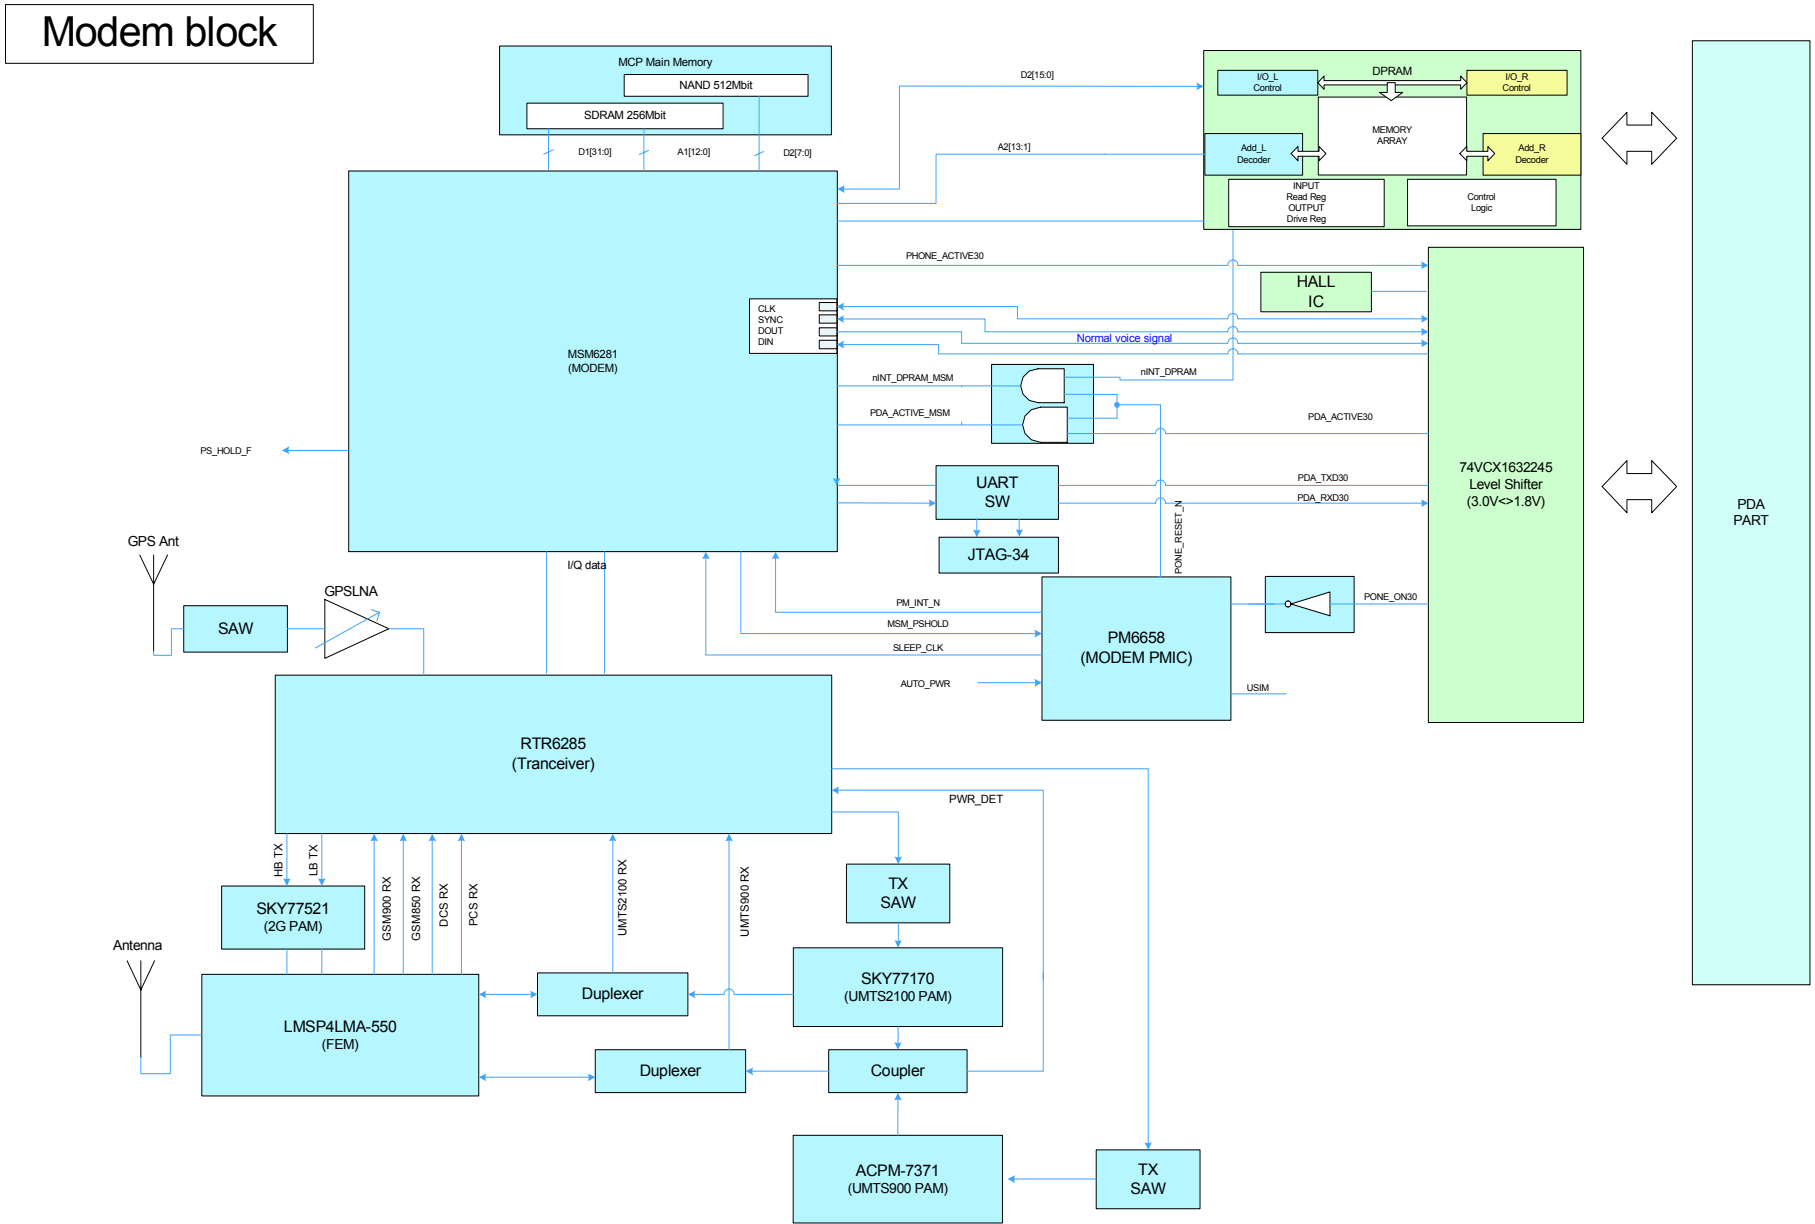 Modem block
MCP Main Memory
NAND 512Mbit
SDRAM 256Mbit
D1[31:0]
A1[12:0]
D2[7:0]
D2[15:0]
A2[13:1]
DPRAM
I/O_L
Control
I/O_R
Control
MEMORY
ARRAY
Add_L
Decoder
Add_R
Decoder
INPUT
Read Reg
OUTPUT
Drive Reg
Control
Logic
PHONE_ACTIVE30
HALL
IC
CLK
SYNC
DOUT
DIN
Normal voice signal
MSM6281
(MODEM)
nINT_DPRAM_MSM
nINT_DPRAM
PDA_ACTIVE_MSM
PDA_ACTIVE30
PS_HOLD_F
UART
SW
PDA_TXD30
PDA_RXD30
74VCX1632245
Level Shifter
(3.0V<>1.8V)
PDA
PART
JTAG-34
PONE_RESET_N
GPS Ant
I/Q data
GPSLNA
SAW
PM_INT_N
MSM_PSHOLD
SLEEP_CLK
AUTO_PWR
PM6658
(MODEM PMIC)
PONE_ON30
USIM
RTR6285
(Tranceiver)
PWR_DET
HB TX
LB TX
GSM900 RX
GSM850 RX
DCS RX
PCS RX
UMTS2100 RX
UMTS900 RX
TX
SAW
SKY77521
(2G PAM)
Antenna
SKY77170
(UMTS2100 PAM)
Duplexer
LMSP4LMA-550
(FEM)
Duplexer
Coupler
ACPM-7371
(UMTS900 PAM)
TX
SAW